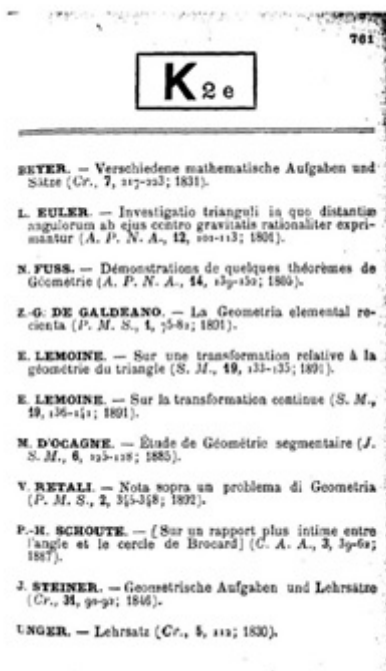 761
K 2 e
BEYER. — Verschiedene mathematische Aufgaben und
Sätze (Cr., 7, 217-223; 1831).
L. EULER. — Investigatio trianguli in quo distantiæ
angulorum ab ejus centro gravitatis rationaliter expri-
mantur (A. P. N. A., 12, 101-113; 1801).
N. FUSS. — Démonstrations de quelques théorèmes de
Géométrie (A. P. N. A., 14, 139-
Z.-G. DE GALDEANO. — La Geometria elemental re-
cienta (P. M. S., 1, 75-82; 1891).
E. LEMOINE. — Sur une transformation relative à la
géométrie du triangle (S. M., 19, 133-135; 1891).
E. LEMOINE. — Sur la transformation continue (S. M.,
19, 136-141; 1891).
M. D'OCAGNE. — Étude de Géométrie segmentaire (J.
S. M., 6, 125-128; 1885).
V. RETALI. — Nota sopra un problema di Geometria
(P. M. S., 2, 345-348; 1892).
P.-H. SCHOUTE. — [Sur un rapport plus intime entre
l'angle et le cercle de Brocard] (C. A. A., 3, 39-62;
1887).
J. STEINER. — Geometrische Aufgaben und Lehrsätze
(Cr., 31, 90-92; 1846).
UNGER. — Lehrsatz (Cr., 5, 112; 1830).